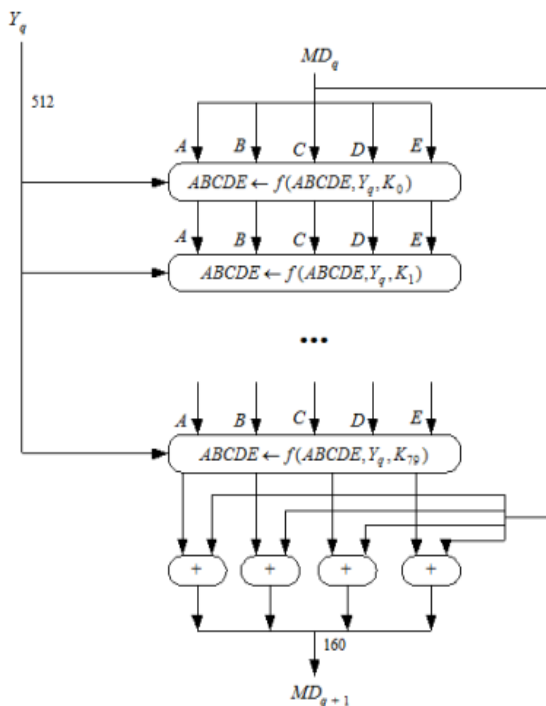 Y_q
MD_q
512
A B C D E
ABCDE ← f(ABCDE, Y_q, K_0)
A B C D E
ABCDE ← f(ABCDE, Y_q, K_1)
•••
A B C D E
ABCDE ← f(ABCDE, Y_q, K_79)
+ + + +
160
MD_{q+1}